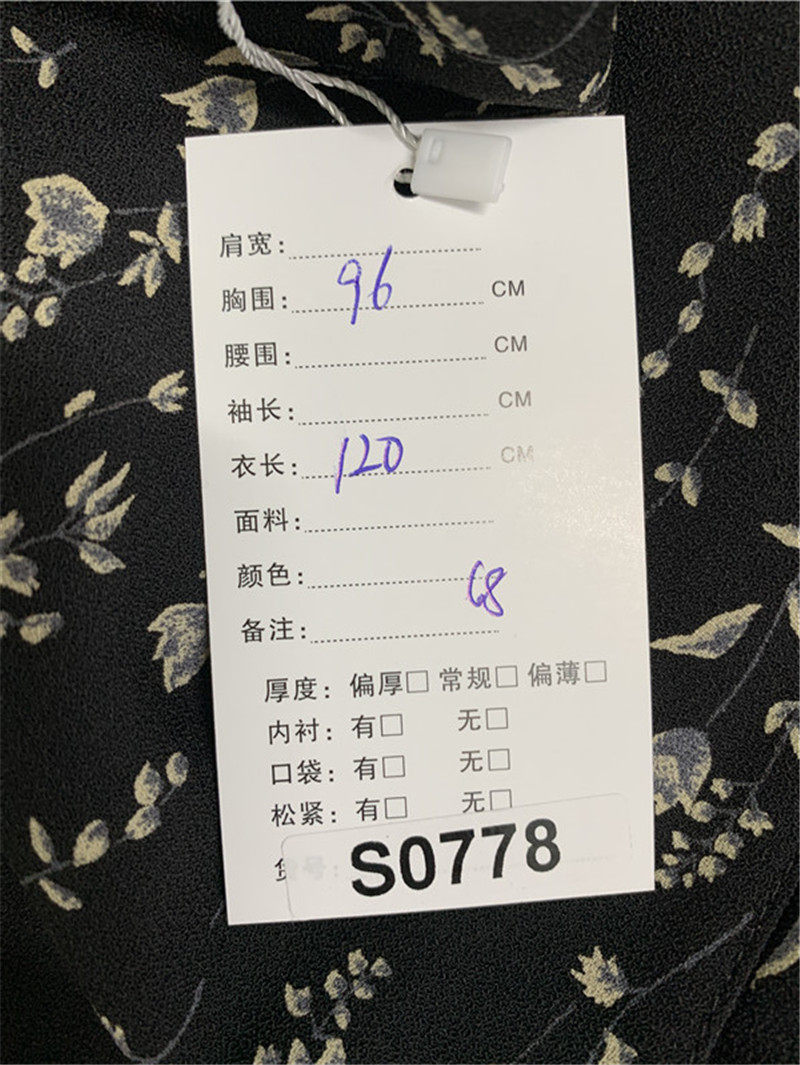 肩宽：
胸围： 96 CM
腰围： CM
袖长： CM
衣长： 120 CM
面料：
颜色：
68
备注：
厚度： 偏厚□ 常规□ 偏薄□
内衬： 有□ 无□
口袋： 有□ 无□
松紧： 有□ 无□
货号： S0778